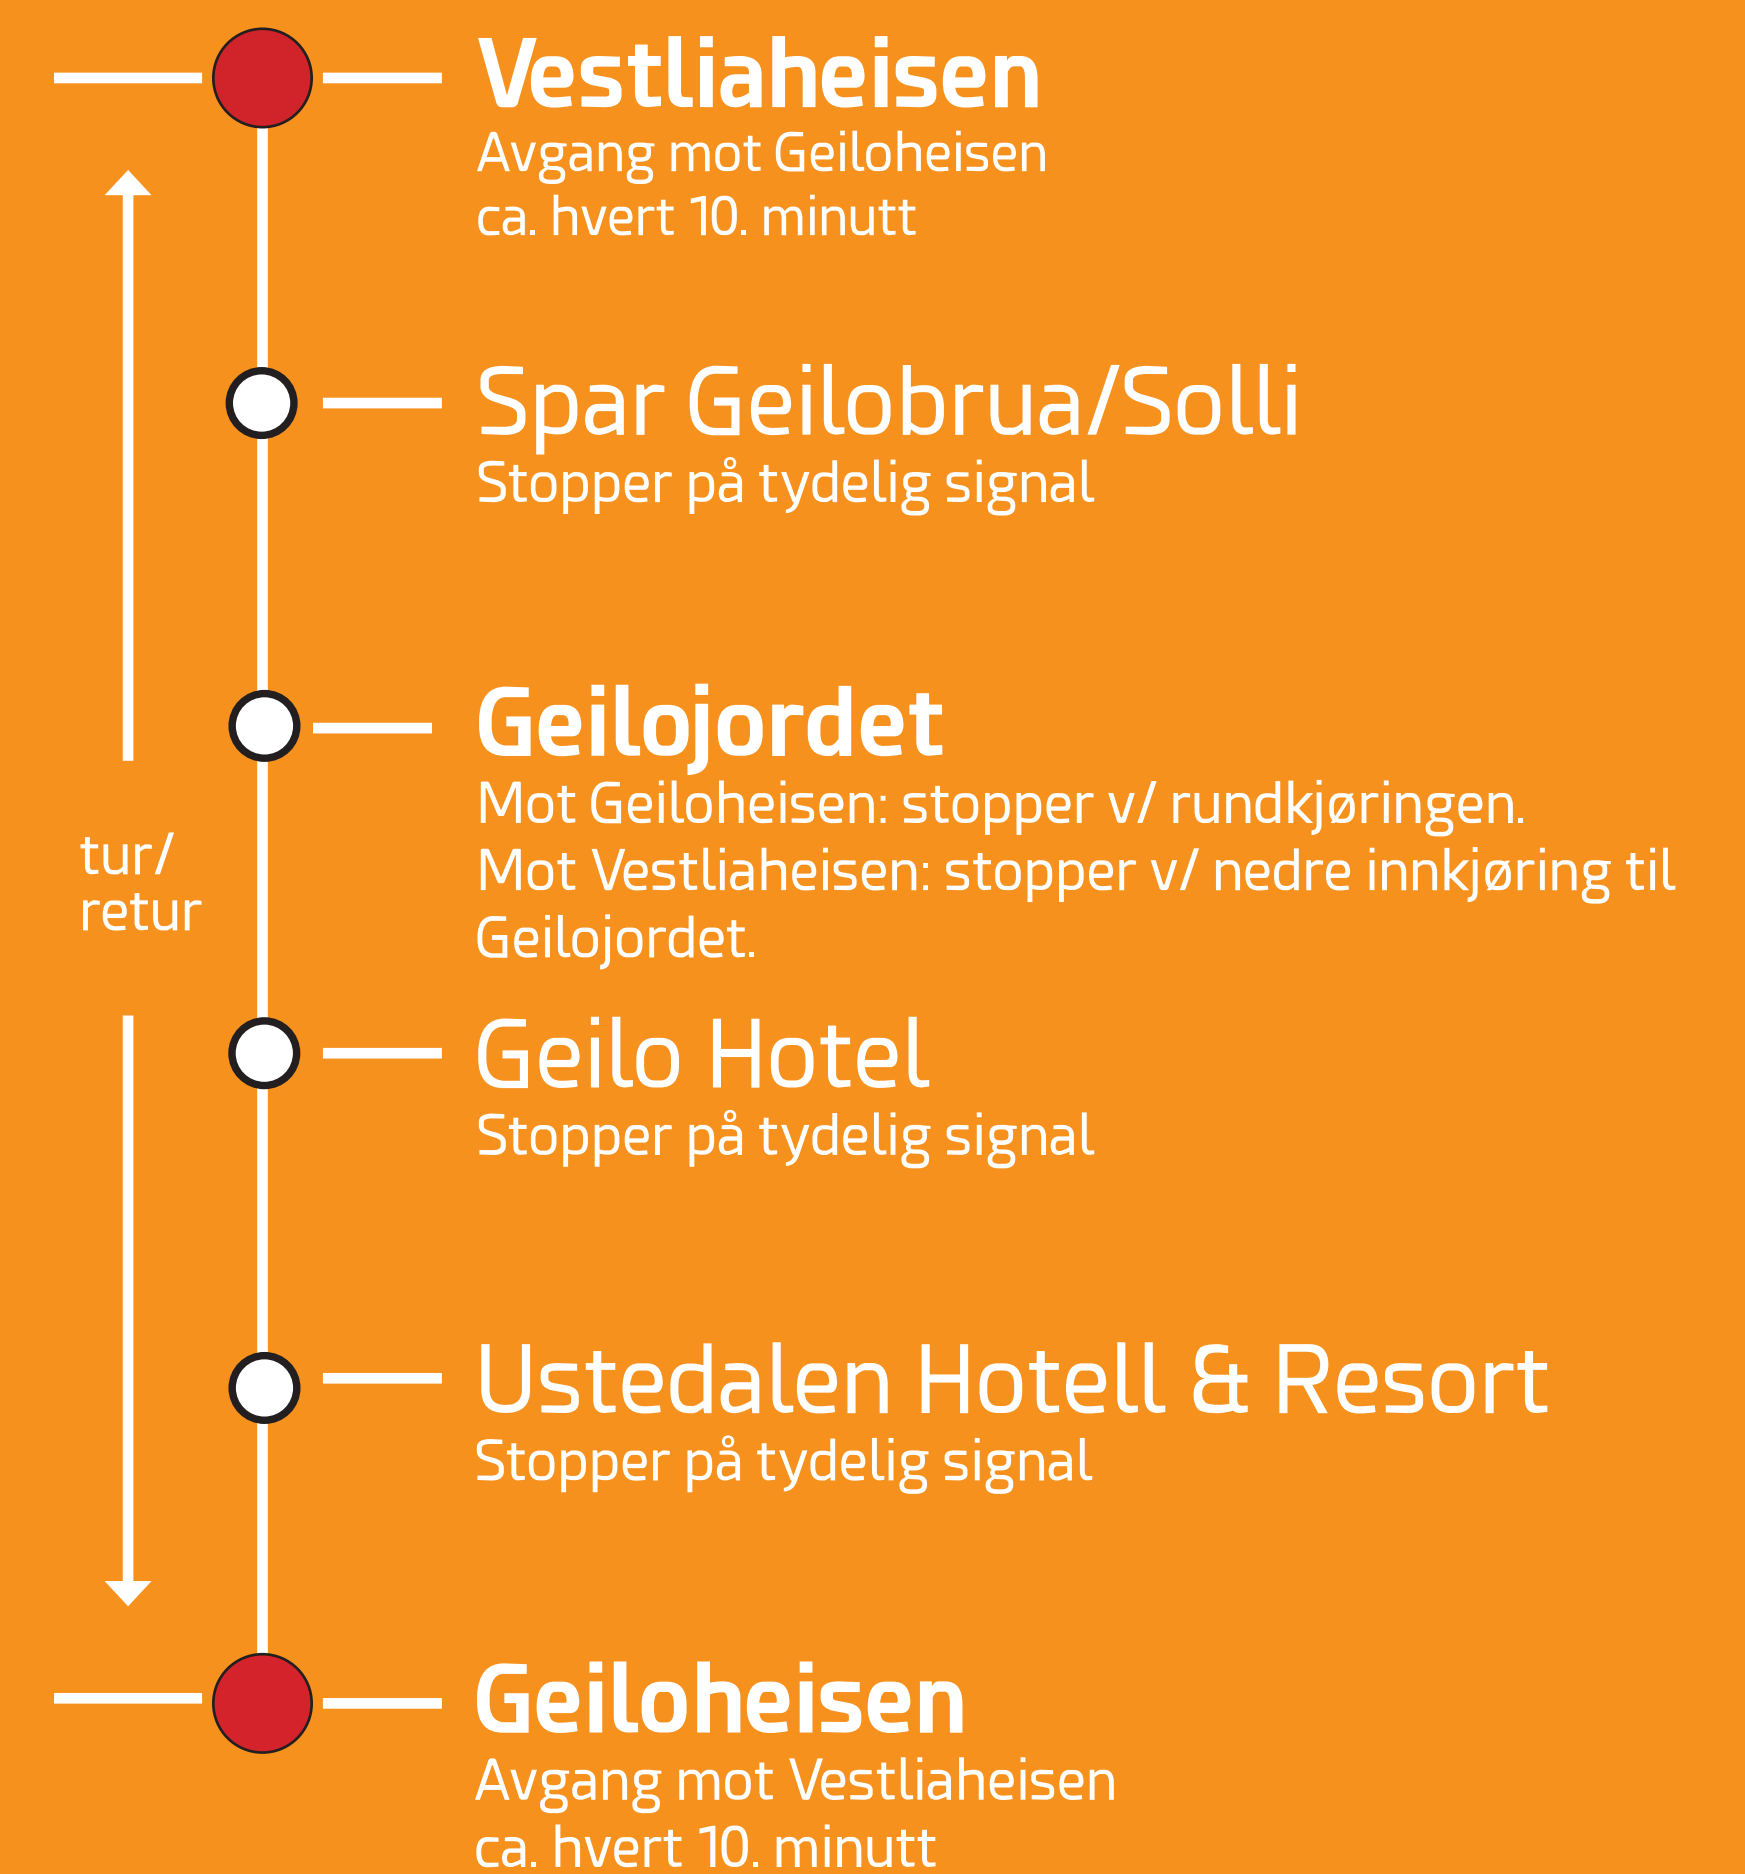 Vestliaheisen
Avgang mot Geiloheisen
ca. hvert 10. minutt
Spar Geilobrua/Solli
Stopper på tydelig signal
Geilojordet
Mot Geiloheisen: stopper v/ rundkjøringen.
Mot Vestliaheisen: stopper v/ nedre innkjøring til
Geilojordet.
tur/
retur
Geilo Hotel
Stopper på tydelig signal
Ustedalen Hotell & Resort
Stopper på tydelig signal
Geiloheisen
Avgang mot Vestliaheisen
ca. hvert 10. minutt